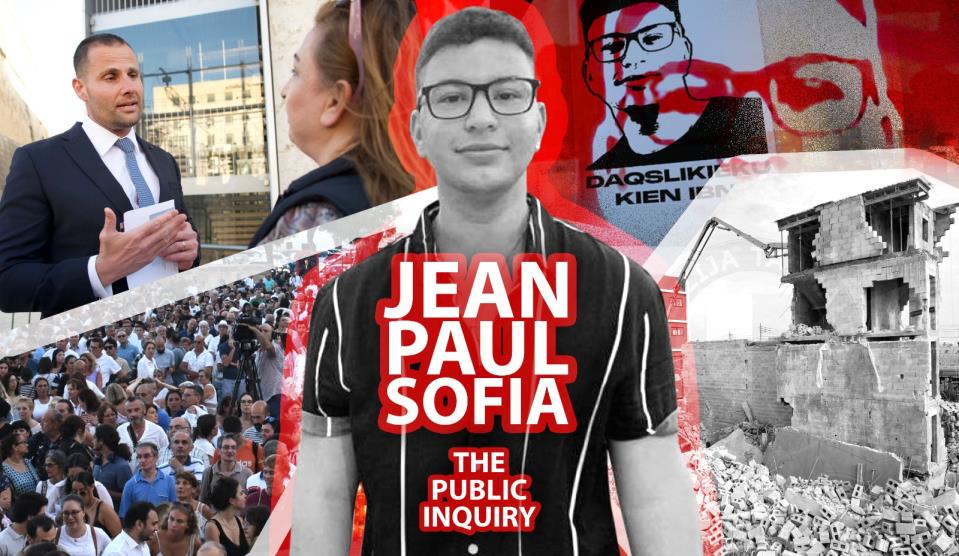 DAQSLIKIEKU
KIEN IBN
JEAN
PAUL
SOFIA
THE
PUBLIC
INQUIRY